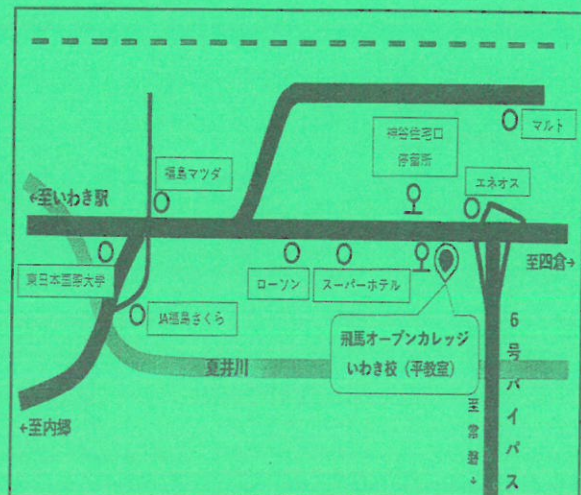 マルト
神谷住宅口
停留所
福島マツダ
エネオス
←至いわき駅
至四倉→
東日本国際大学
ローソン
スーパーホテル
JA福島さくら
飛馬オープンカレッジ
いわき校（平教室）
夏井川
6号バイパス
至常磐↓
←至内郷